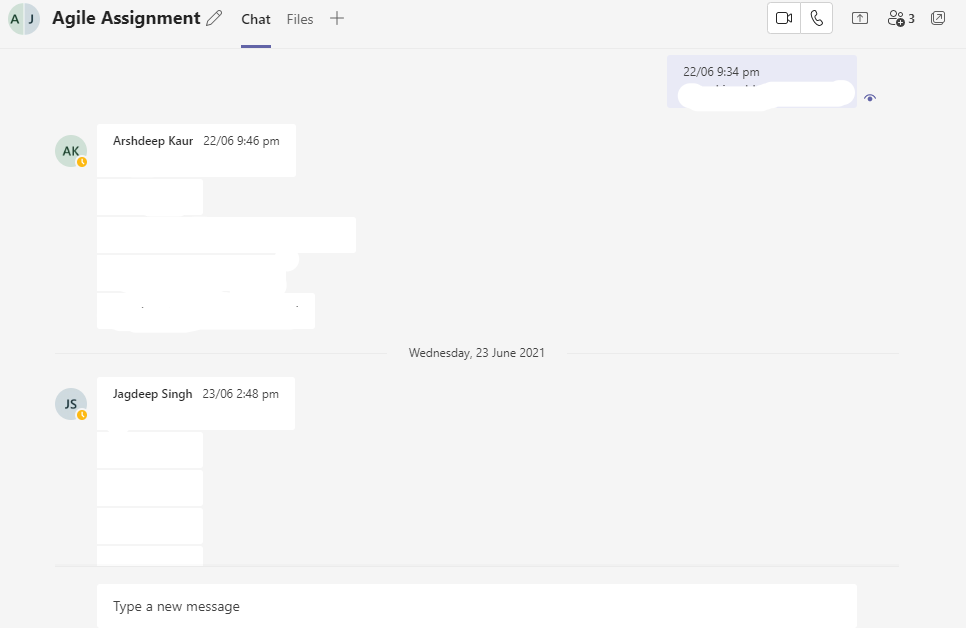 A J Agile Assignment Chat Files 3
22/06 9:34 pm
Arshdeep Kaur 22/06 9:46 pm
AK
Wednesday, 23 June 2021
Jagdeep Singh 23/06 2:48 pm
JS
Type a new message